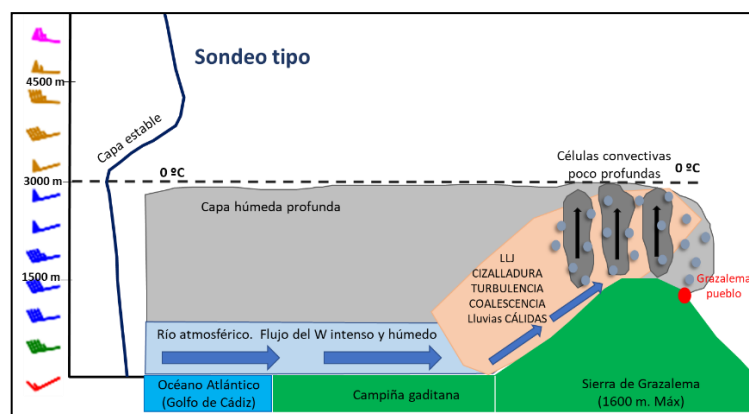 Sondeo tipo
4500 m
Capa estable
0 ºC
Células convectivas
poco profundas
0 ºC
3000 m
Capa húmeda profunda
LLJ
CIZALLADURA
TURBULENCIA
COALESCENCIA
Lluvias CÁLIDAS
1500 m
Grazalema
pueblo
Río atmosférico. Flujo del W intenso y húmedo
Océano Atlántico
(Golfo de Cádiz)
Campiña gaditana
Sierra de Grazalema
(1600 m. Máx)